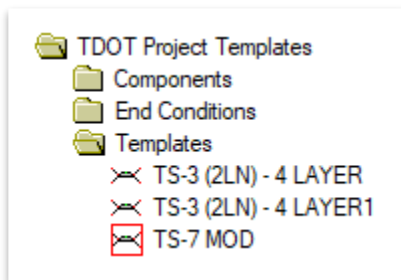 TDOT Project Templates
Components
End Conditions
Templates
TS-3 (2LN) - 4 LAYER
TS-3 (2LN) - 4 LAYER1
TS-7 MOD